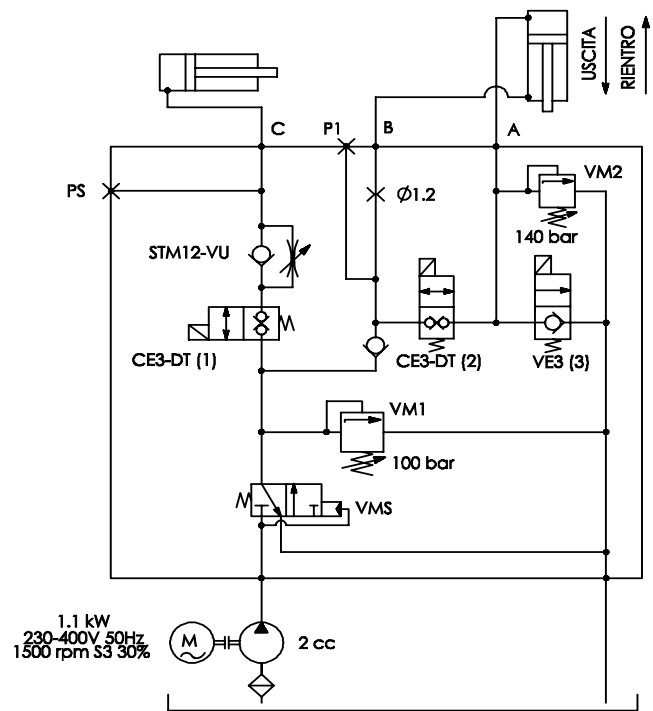 USCITA
RIENTRO
C
P1
B
A
VM2
PS
Ø1.2
140 bar
STM12-VU
CE3-DT (1)
CE3-DT (2)
VE3 (3)
VM1
100 bar
VMS
1.1 kW
230-400V 50Hz
1500 rpm S3 30%
M
2 cc